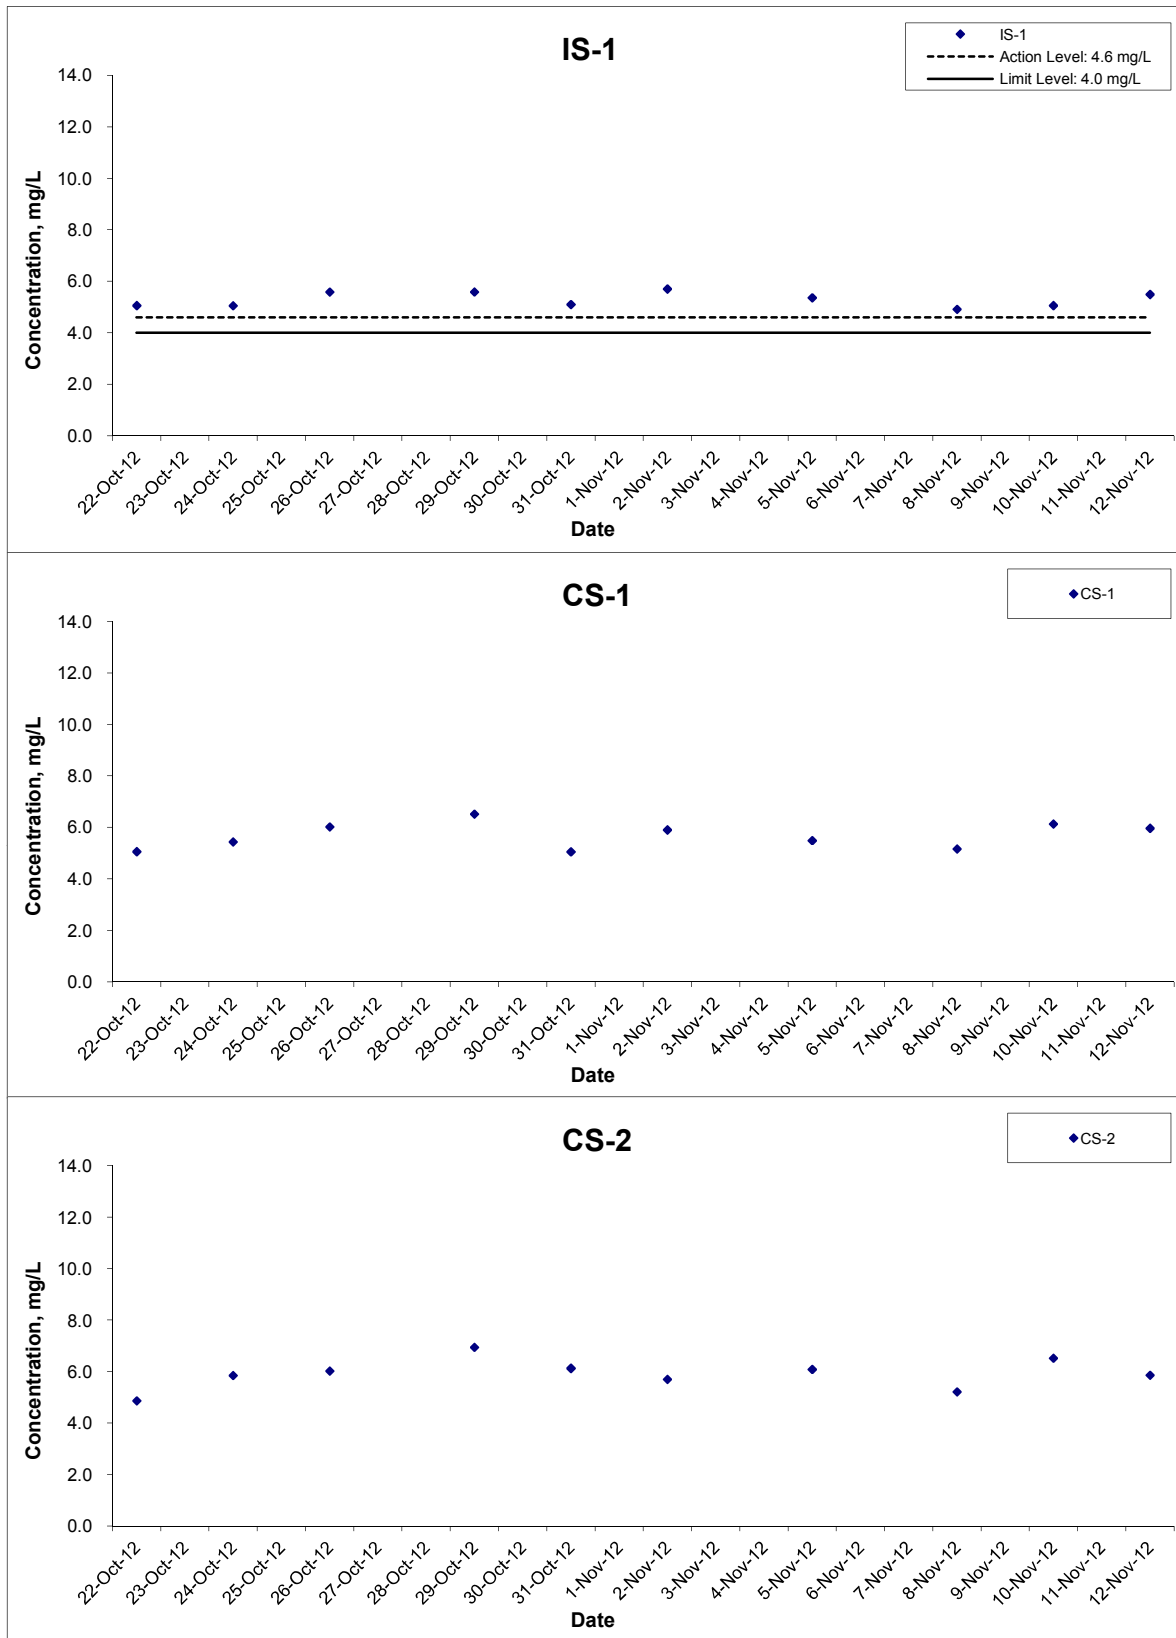 IS-1
IS-1
Action Level: 4.6 mg/L
Limit Level: 4.0 mg/L
14.0
12.0
10.0
8.0
6.0
4.0
2.0
0.0
Concentration, mg/L
22-Oct-12
23-Oct-12
24-Oct-12
25-Oct-12
26-Oct-12
27-Oct-12
28-Oct-12
29-Oct-12
30-Oct-12
31-Oct-12
1-Nov-12
2-Nov-12
3-Nov-12
4-Nov-12
5-Nov-12
6-Nov-12
7-Nov-12
8-Nov-12
9-Nov-12
10-Nov-12
11-Nov-12
12-Nov-12
Date
CS-1
CS-1
14.0
12.0
10.0
8.0
6.0
4.0
2.0
0.0
Concentration, mg/L
22-Oct-12
23-Oct-12
24-Oct-12
25-Oct-12
26-Oct-12
27-Oct-12
28-Oct-12
29-Oct-12
30-Oct-12
31-Oct-12
1-Nov-12
2-Nov-12
3-Nov-12
4-Nov-12
5-Nov-12
6-Nov-12
7-Nov-12
8-Nov-12
9-Nov-12
10-Nov-12
11-Nov-12
12-Nov-12
Date
CS-2
CS-2
14.0
12.0
10.0
8.0
6.0
4.0
2.0
0.0
Concentration, mg/L
22-Oct-12
23-Oct-12
24-Oct-12
25-Oct-12
26-Oct-12
27-Oct-12
28-Oct-12
29-Oct-12
30-Oct-12
31-Oct-12
1-Nov-12
2-Nov-12
3-Nov-12
4-Nov-12
5-Nov-12
6-Nov-12
7-Nov-12
8-Nov-12
9-Nov-12
10-Nov-12
11-Nov-12
12-Nov-12
Date